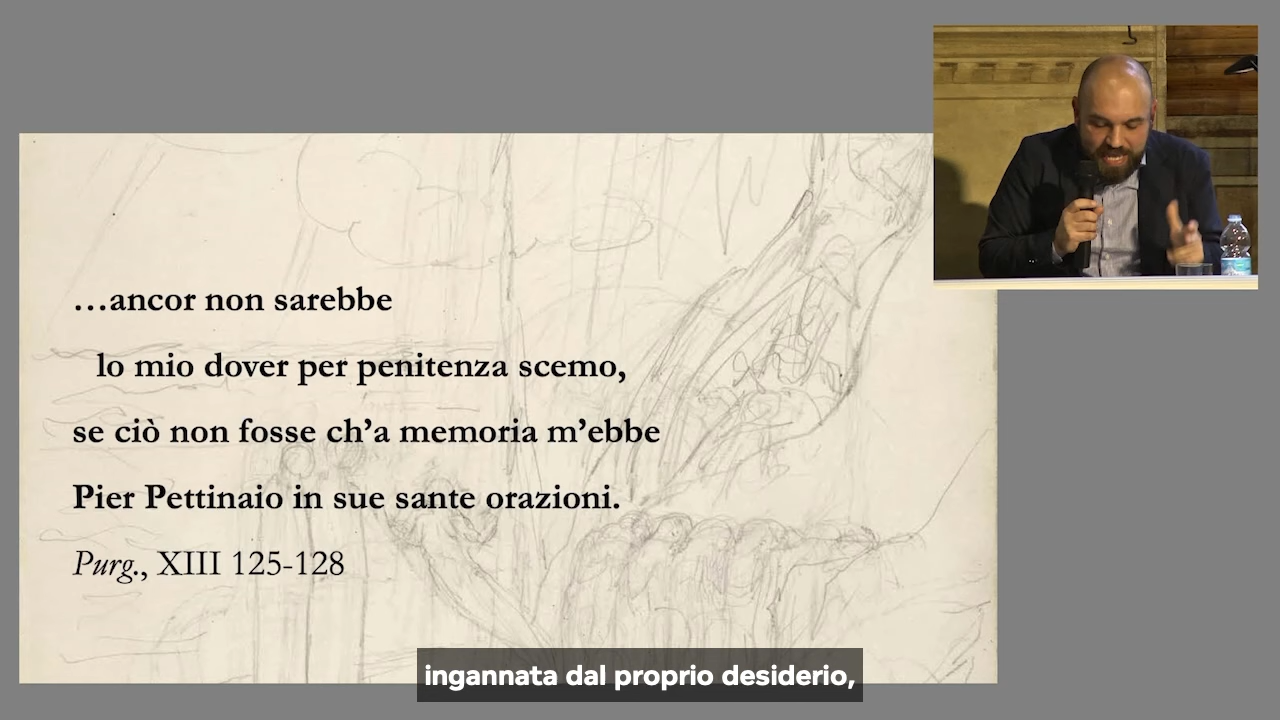 …ancor non sarebbe
lo mio dover per penitenza scemo,
se ciò non fosse ch’a memoria m’ebbe
Pier Pettinaio in sue sante orazioni.
Purg., XIII 125-128
ingannata dal proprio desiderio,